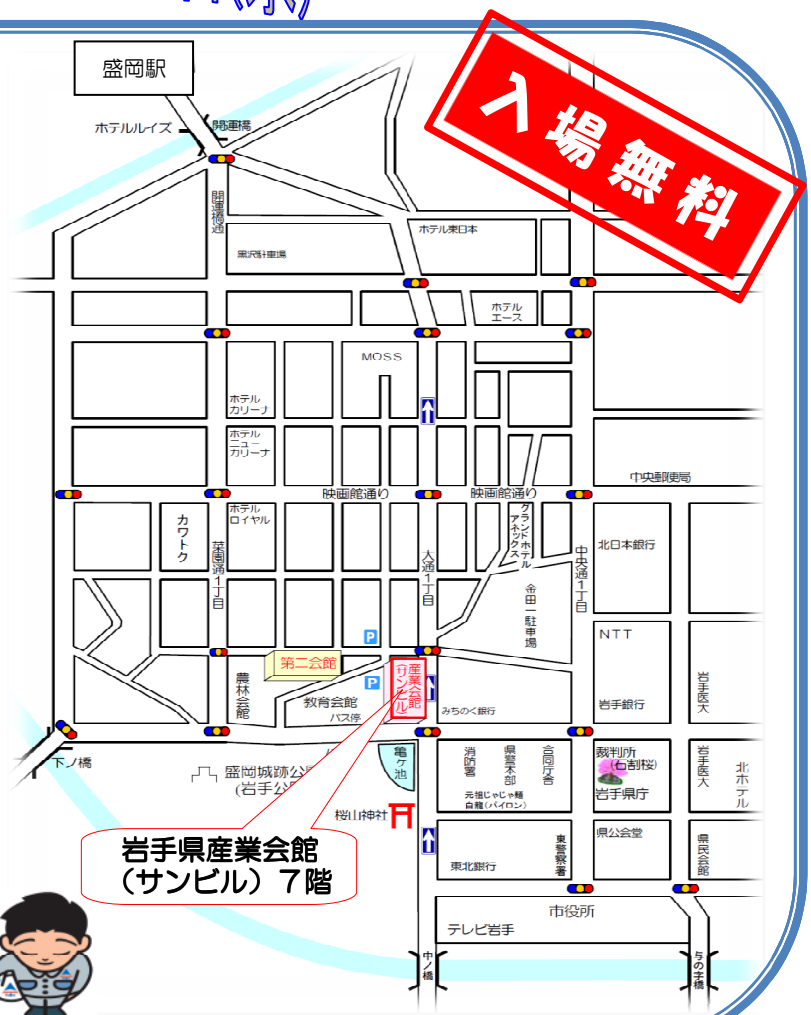 盛岡駅
入場無料
ホテルルイズ
開運橋
開運橋通
ホテル東日本
黒沢駐車場
ホテル
エース
MOSS
ホテル
カリーナ
ホテル
ニュー
カリーナ
中央郵便局
映画館通り
映画館通り
ホテル
ロイヤル
カワトク
菜園通1丁目
大通1丁目
グランドホテル
アネックス
中央通1丁目
北日本銀行
金田一駐車場
NTT
P
第二会館
産業会館
(サンビル)
農林会館
P
教育会館
バス停
みちのく銀行
岩手銀行
岩手医大
下ノ橋
亀ヶ池
消防署
県警本部
合同庁舎
裁判所
(石割桜)
岩手県庁
岩手医大
北ホテル
盛岡城跡公
(岩手公
元祖じゃじゃ麺
白龍(パイロン)
桜山神社
岩手県産業会館
(サンビル)7階
東北銀行
東警察署
県公会堂
県民会館
市役所
テレビ岩手
中ノ橋
与の字橋